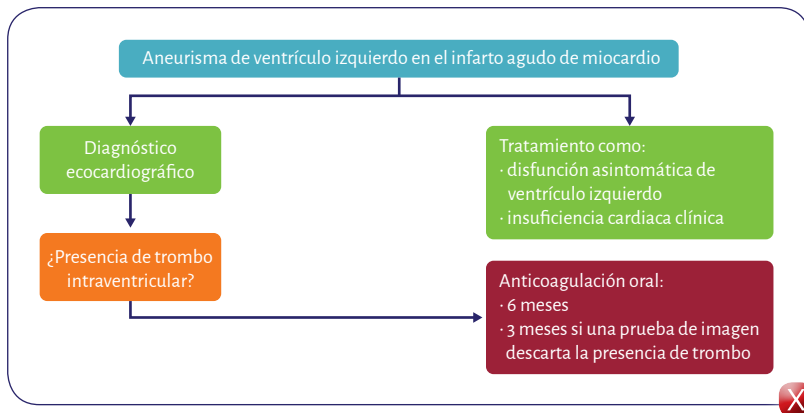 Aneurisma de ventrículo izquierdo en el infarto agudo de miocardio
Diagnóstico
ecocardiográfico
Tratamiento como:
· disfunción asintomática de
ventrículo izquierdo
· insuficiencia cardiaca clínica
¿Presencia de trombo
intraventricular?
Anticoagulación oral:
· 6 meses
· 3 meses si una prueba de imagen
descarta la presencia de trombo
X